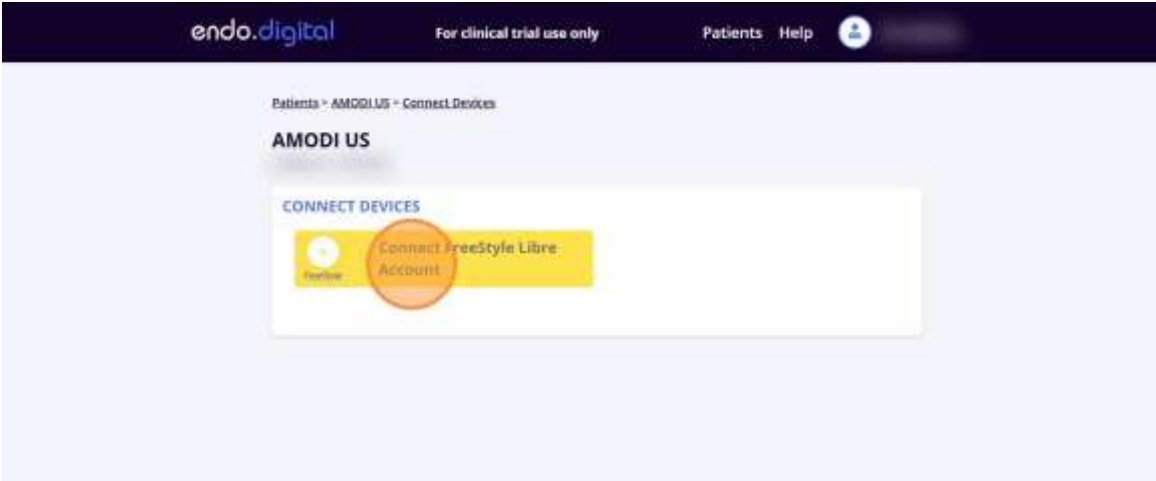 endo.digital
For clinical trial use only
Patients Help
Patients > AMODI US > Connect Devices
AMODI US
CONNECT DEVICES
Connect FreeStyle Libre
Account
FreeStyle